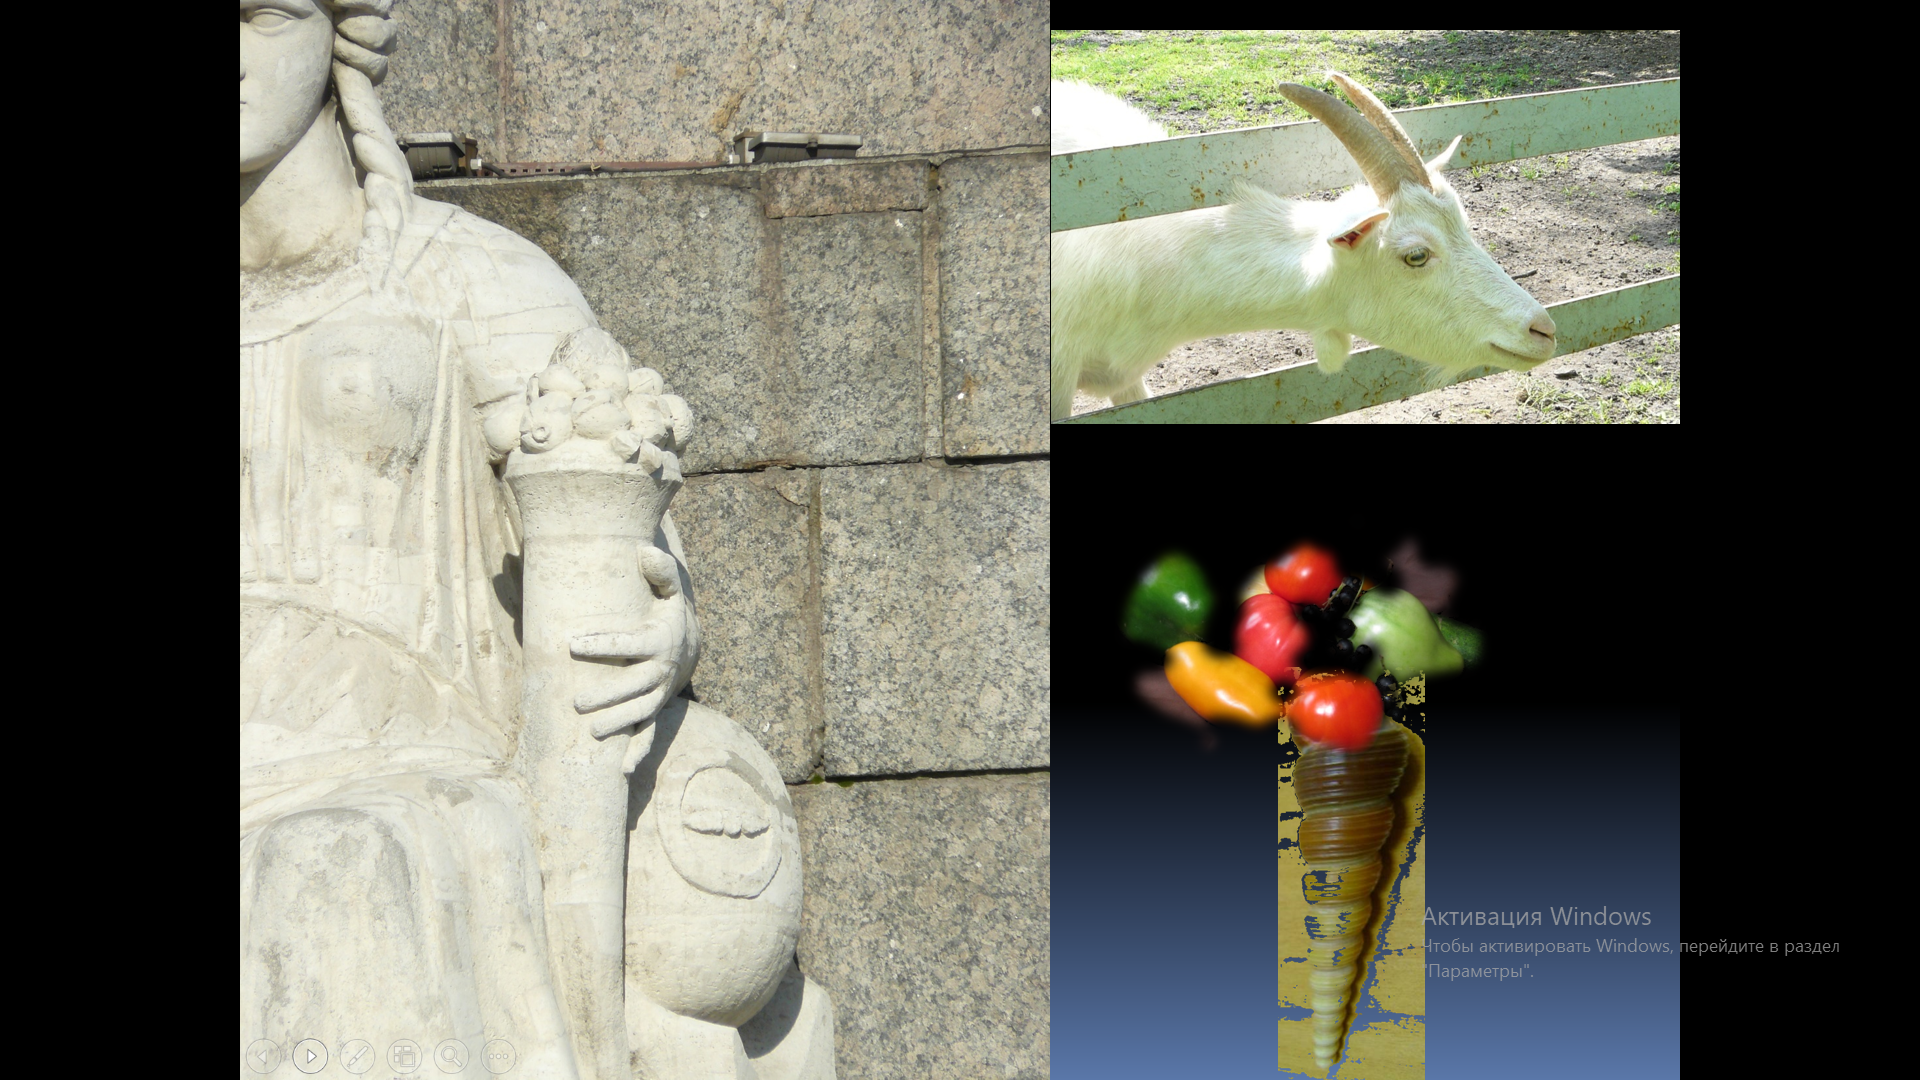 Активация Windows
Чтобы активировать Windows, перейдите в раздел
"Параметры".